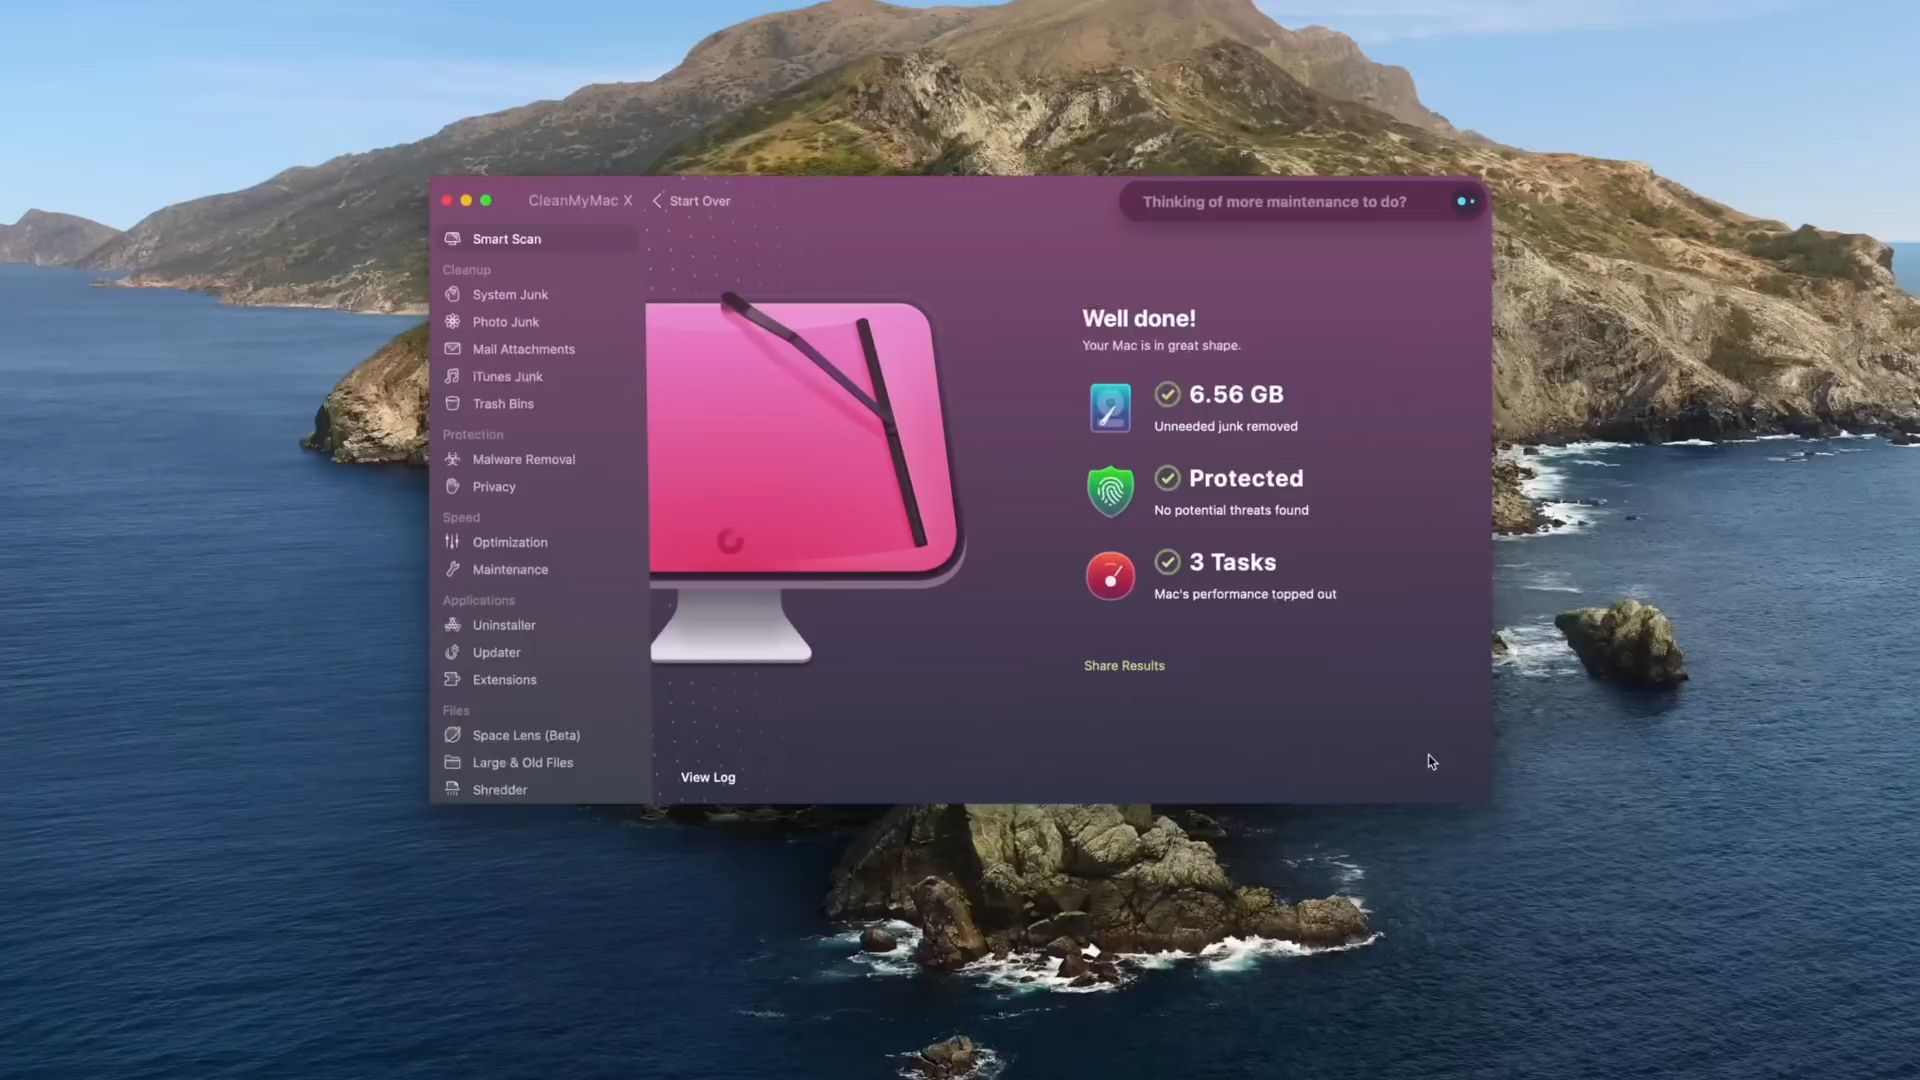 CleanMyMac X
Start Over
Thinking of more maintenance to do?
Smart Scan
Cleanup
System Junk
Photo Junk
Mail Attachments
iTunes Junk
Trash Bins
Protection
Malware Removal
Privacy
Speed
Optimization
Maintenance
Applications
Uninstaller
Updater
Extensions
Files
Space Lens (Beta)
Large & Old Files
Shredder
Well done!
Your Mac is in great shape.
6.56 GB
Unneeded junk removed
Protected
No potential threats found
3 Tasks
Mac's performance topped out
Share Results
View Log